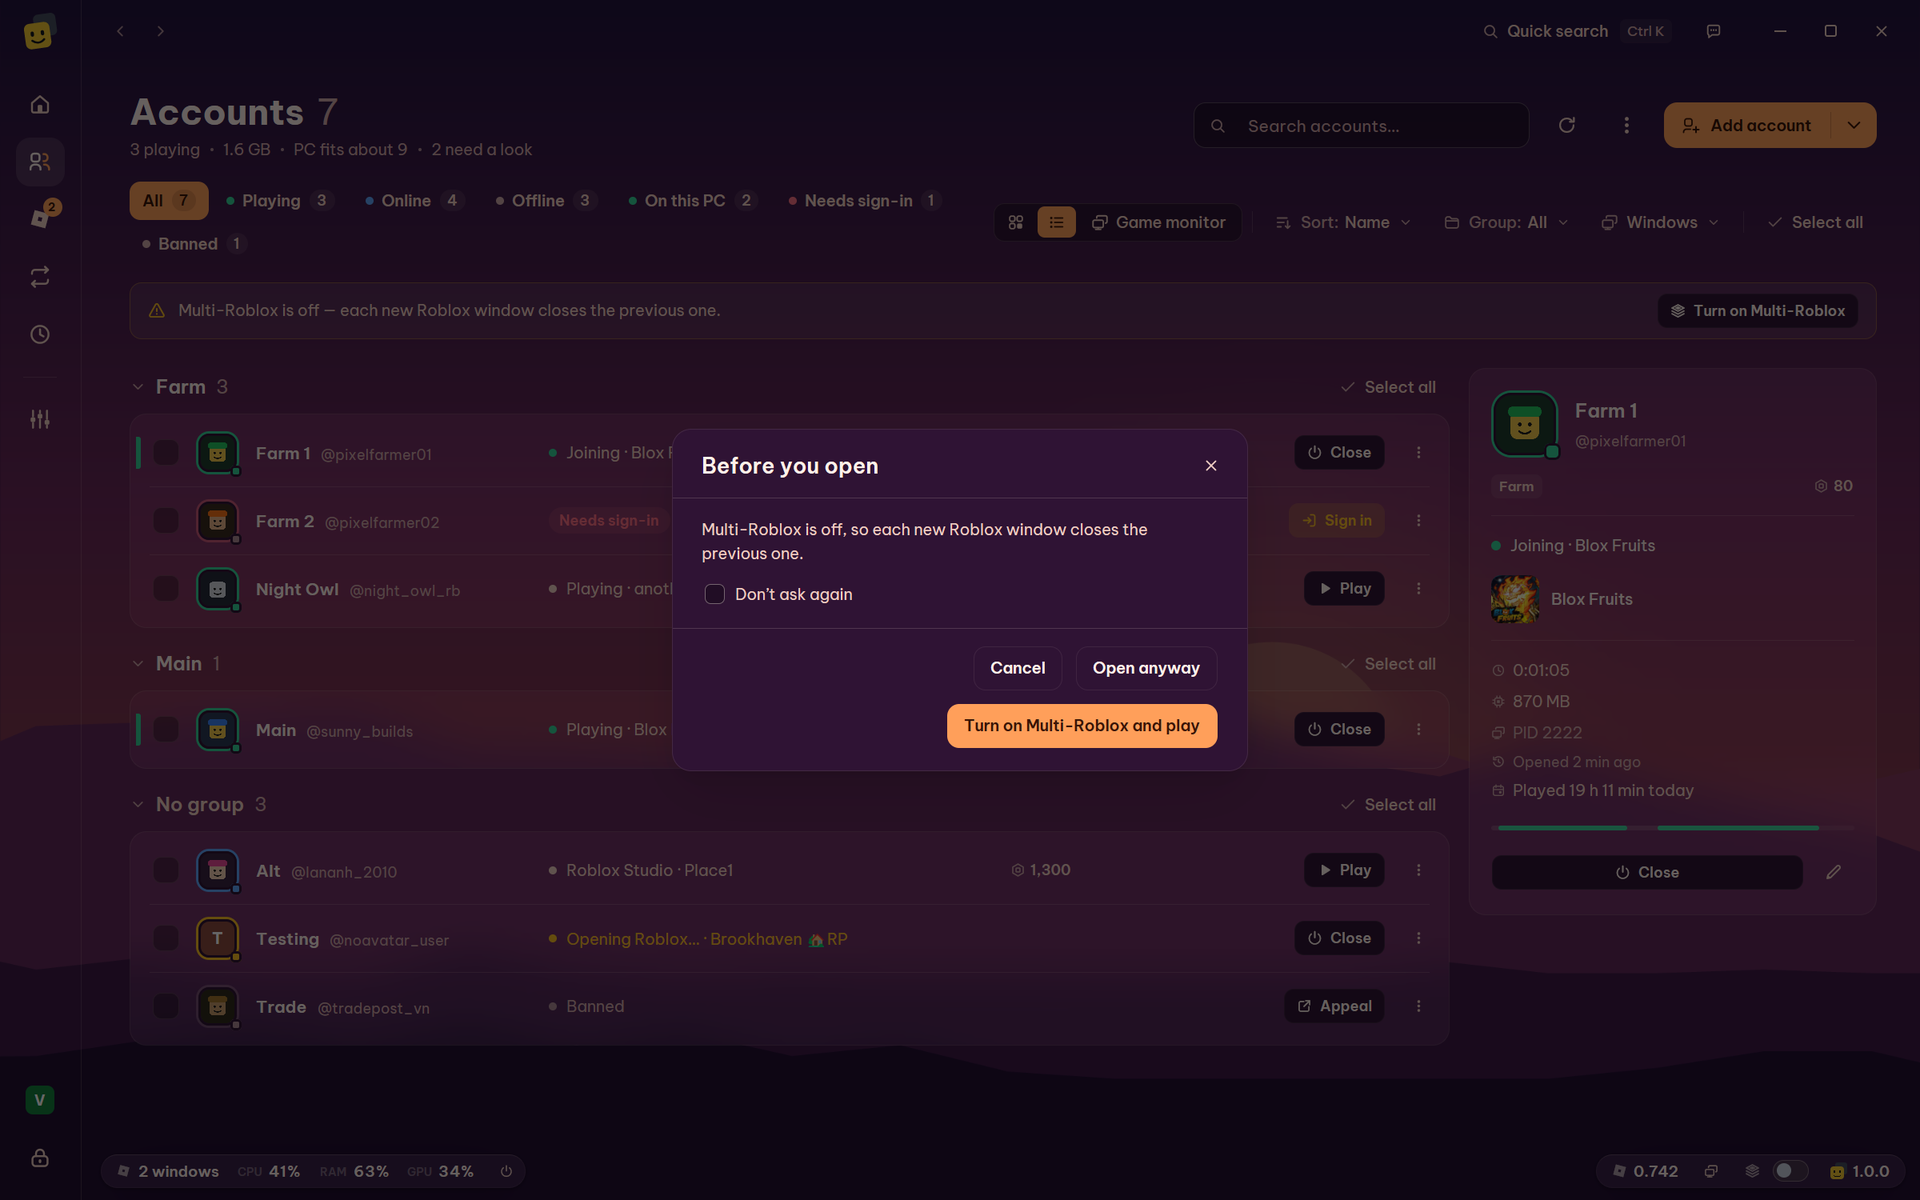 Quick search Ctrl K
Accounts 7
3 playing · 1.6 GB · PC fits about 9 · 2 need a look
Search accounts...
Add account
2
All 7
Playing 3
Online 4
Offline 3
On this PC 2
Needs sign-in 1
Banned 1
Game monitor
Sort: Name
Group: All
Windows
Select all
Multi-Roblox is off — each new Roblox window closes the previous one.
Turn on Multi-Roblox
Farm 3
Select all
Farm 1 @pixelfarmer01
Joining · Blox F
Close
Farm 2 @pixelfarmer02
Needs sign-in
Sign in
Night Owl @night_owl_rb
Playing · anot
Play
Main 1
Select all
Main @sunny_builds
Playing · Blox
Close
No group 3
Select all
Alt @lananh_2010
Roblox Studio · Place1
1,300
Play
T
Testing @noavatar_user
Opening Roblox... · Brookhaven 🏡RP
Close
Trade @tradepost_vn
Banned
Appeal
Before you open
Multi-Roblox is off, so each new Roblox window closes the
previous one.
Don't ask again
Cancel
Open anyway
Turn on Multi-Roblox and play
Farm 1
@pixelfarmer01
Farm
80
Joining · Blox Fruits
Blox Fruits
0:01:05
870 MB
PID 2222
Opened 2 min ago
Played 19 h 11 min today
Close
V
2 windows CPU 41% RAM 63% GPU 34%
0.742
1.0.0